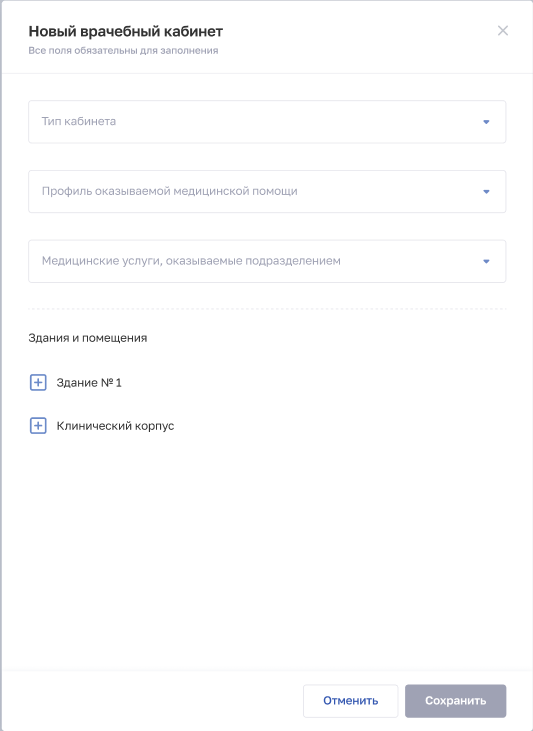 Новый врачебный кабинет
Все поля обязательны для заполнения
Тип кабинета
Профиль оказываемой медицинской помощи
Медицинские услуги, оказываемые подразделением
Здания и помещения
Здание № 1
Клинический корпус
Отменить
Сохранить